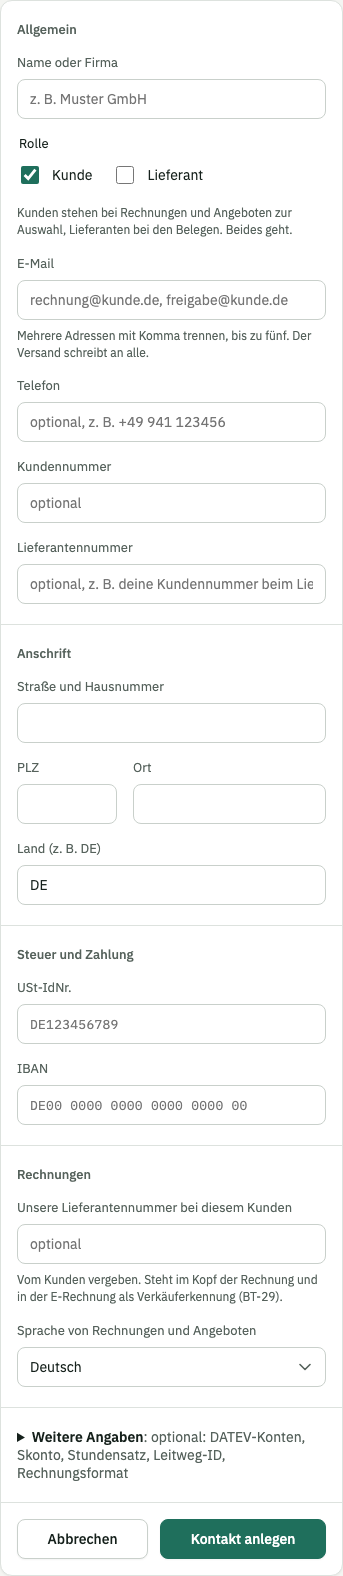 Allgemein
Name oder Firma
z. B. Muster GmbH
Rolle
Kunde
Lieferant
Kunden stehen bei Rechnungen und Angeboten zur
Auswahl, Lieferanten bei den Belegen. Beides geht.
E-Mail
rechnung@kunde.de, freigabe@kunde.de
Mehrere Adressen mit Komma trennen, bis zu fünf. Der
Versand schreibt an alle.
Telefon
optional, z. B. +49 941 123456
Kundennummer
optional
Lieferantennummer
optional, z. B. deine Kundennummer beim Lie
Anschrift
Straße und Hausnummer
PLZ
Ort
Land (z. B. DE)
DE
Steuer und Zahlung
USt-IdNr.
DE123456789
IBAN
DE00 0000 0000 0000 0000 00
Rechnungen
Unsere Lieferantennummer bei diesem Kunden
optional
Vom Kunden vergeben. Steht im Kopf der Rechnung und
in der E-Rechnung als Verkäuferkennung (BT-29).
Sprache von Rechnungen und Angeboten
Deutsch
Weitere Angaben: optional: DATEV-Konten,
Skonto, Stundensatz, Leitweg-ID,
Rechnungsformat
Abbrechen
Kontakt anlegen